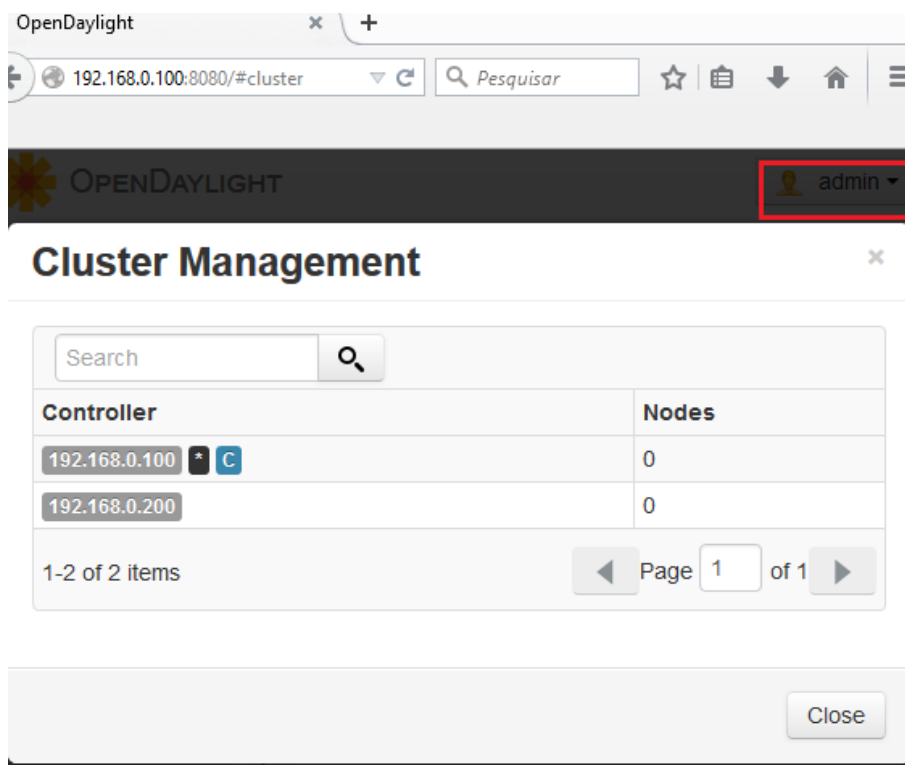 OpenDaylight × +
192.168.0.100:8080/#cluster Pesquisar
OPENDAYLIGHT admin
Cluster Management ×
Search
Controller Nodes
192.168.0.100 * C 0
192.168.0.200 0
1-2 of 2 items Page 1 of 1
Close